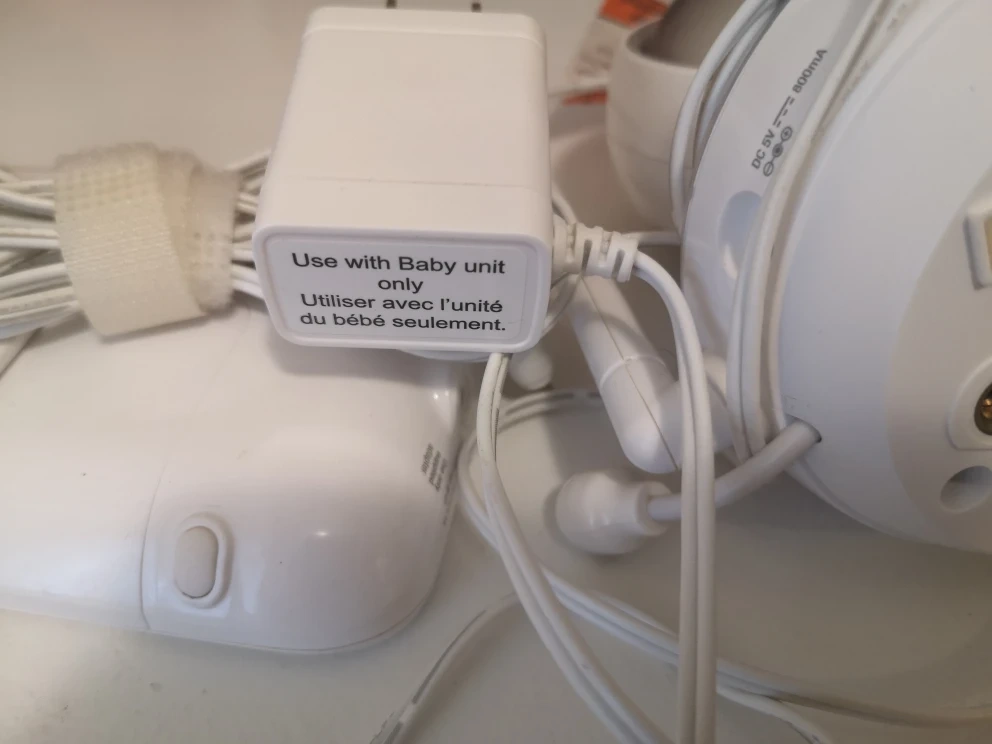 Use with Baby unit
only
Utiliser avec l'unité
du bébé seulement.
DC 5V 800mA